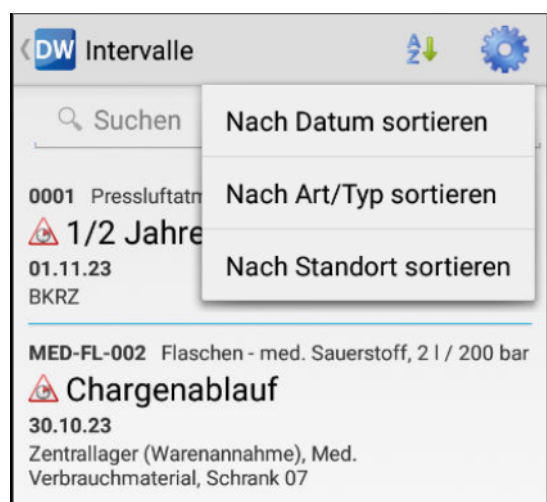 DW Intervalle
Suchen
Nach Datum sortieren
Nach Art/Typ sortieren
Nach Standort sortieren
0001
1/2 Jahre
01.11.23
BKRZ
MED-FL-002 Flaschen - med. Sauerstoff, 2 l / 200 bar
Chargenablauf
30.10.23
Zentrallager (Warenannahme), Med.
Verbrauchmaterial, Schrank 07